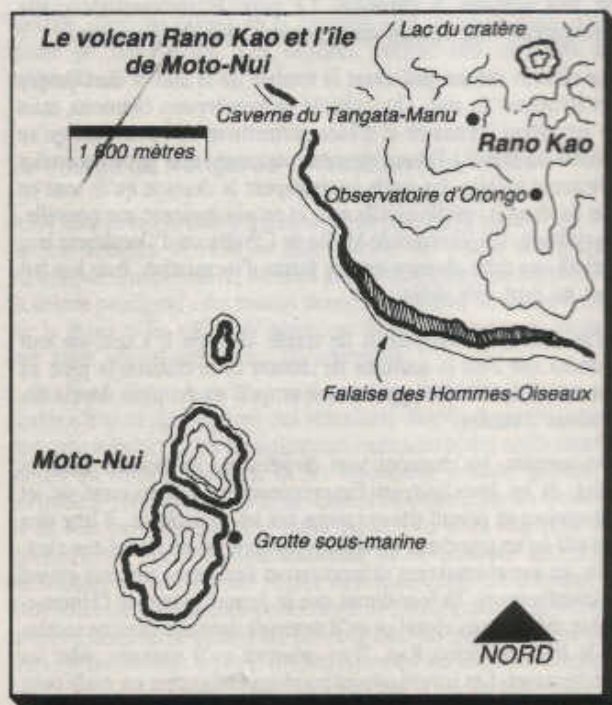 Le volcan Rano Kao et l'île
de Moto-Nui
Lac du cratère
Caverne du Tangata-Manu
Rano Kao
1 600 mètres
Observatoire d'Orongo
Falaise des Hommes-Oiseaux
Moto-Nui
Grotte sous-marine
NORD